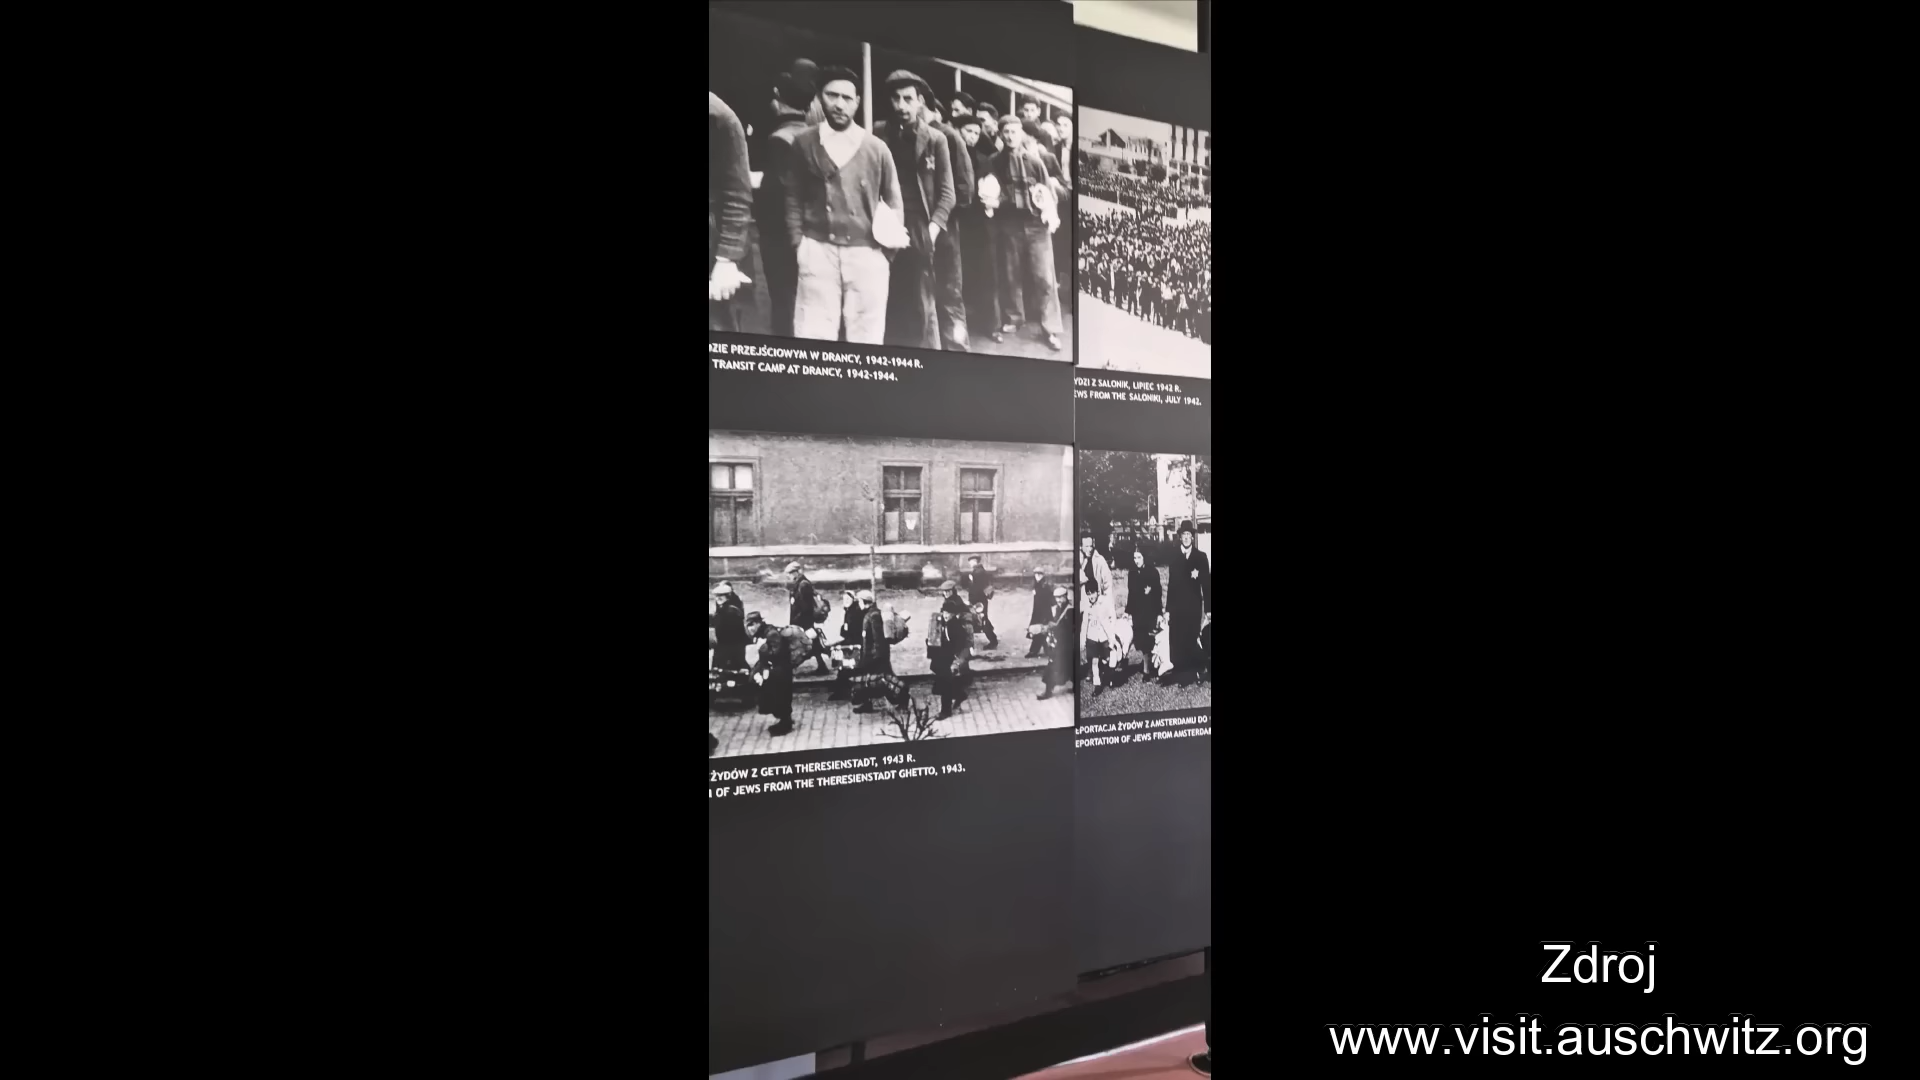 DZIE PRZEJŚCIOWYM W DRANCY, 1942-1944 R.
TRANSIT CAMP AT DRANCY, 1942-1944.
YDZI Z SALONIK, LIPIEC 1942 R.
EWS FROM THE SALONIKI, JULY 1942.
ŻYDÓW Z GETTA THERESIENSTADT, 1943 R.
OF JEWS FROM THE THERESIENSTADT GHETTO, 1943.
EPORTACJA ŻYDÓW Z AMSTERDAMU DO
EPORTATION OF JEWS FROM AMSTERDA
Zdroj
www.visit.auschwitz.org